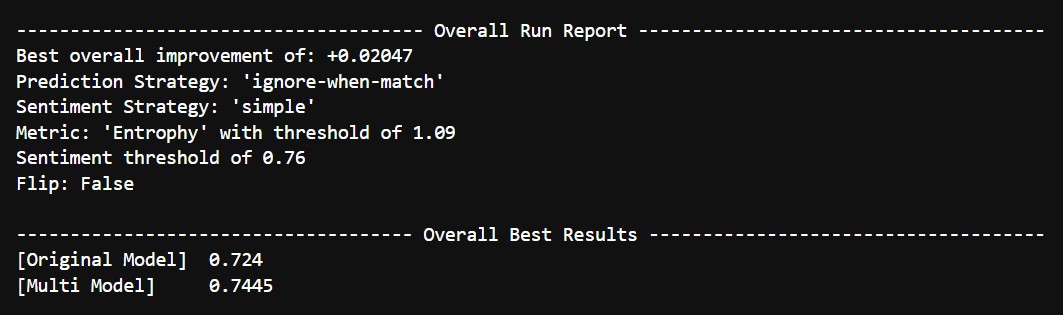 -------------------------------------- Overall Run Report --------------------------------------
Best overall improvement of: +0.02047
Prediction Strategy: 'ignore-when-match'
Sentiment Strategy: 'simple'
Metric: 'Entrophy' with threshold of 1.09
Sentiment threshold of 0.76
Flip: False
------------------------------------- Overall Best Results -------------------------------------
[Original Model]  0.724
[Multi Model]     0.7445